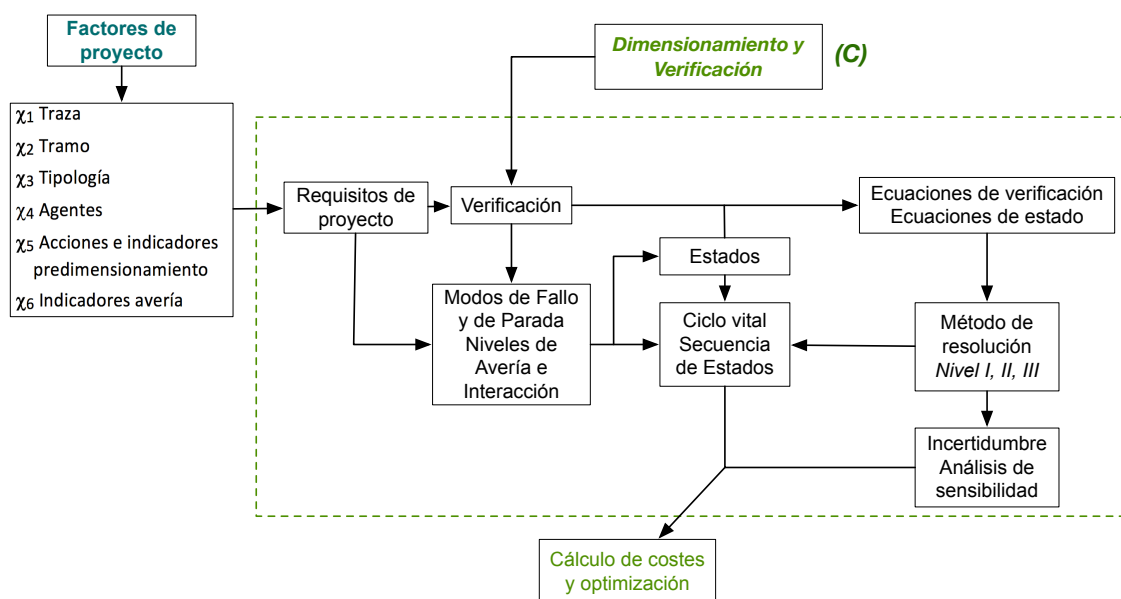 Factores de
proyecto
χ1 Traza
χ2 Tramo
χ3 Tipología
χ4 Agentes
χ5 Acciones e indicadores
predimensionamiento
χ6 Indicadores avería
Dimensionamiento y
Verificación
(C)
Requisitos de
proyecto
Verificación
Ecuaciones de verificación
Ecuaciones de estado
Estados
Modos de Fallo
y de Parada
Niveles de
Avería e
Interacción
Ciclo vital
Secuencia
de Estados
Método de
resolución
Nivel I, II, III
Incertidumbre
Análisis de
sensibilidad
Cálculo de costes
y optimización